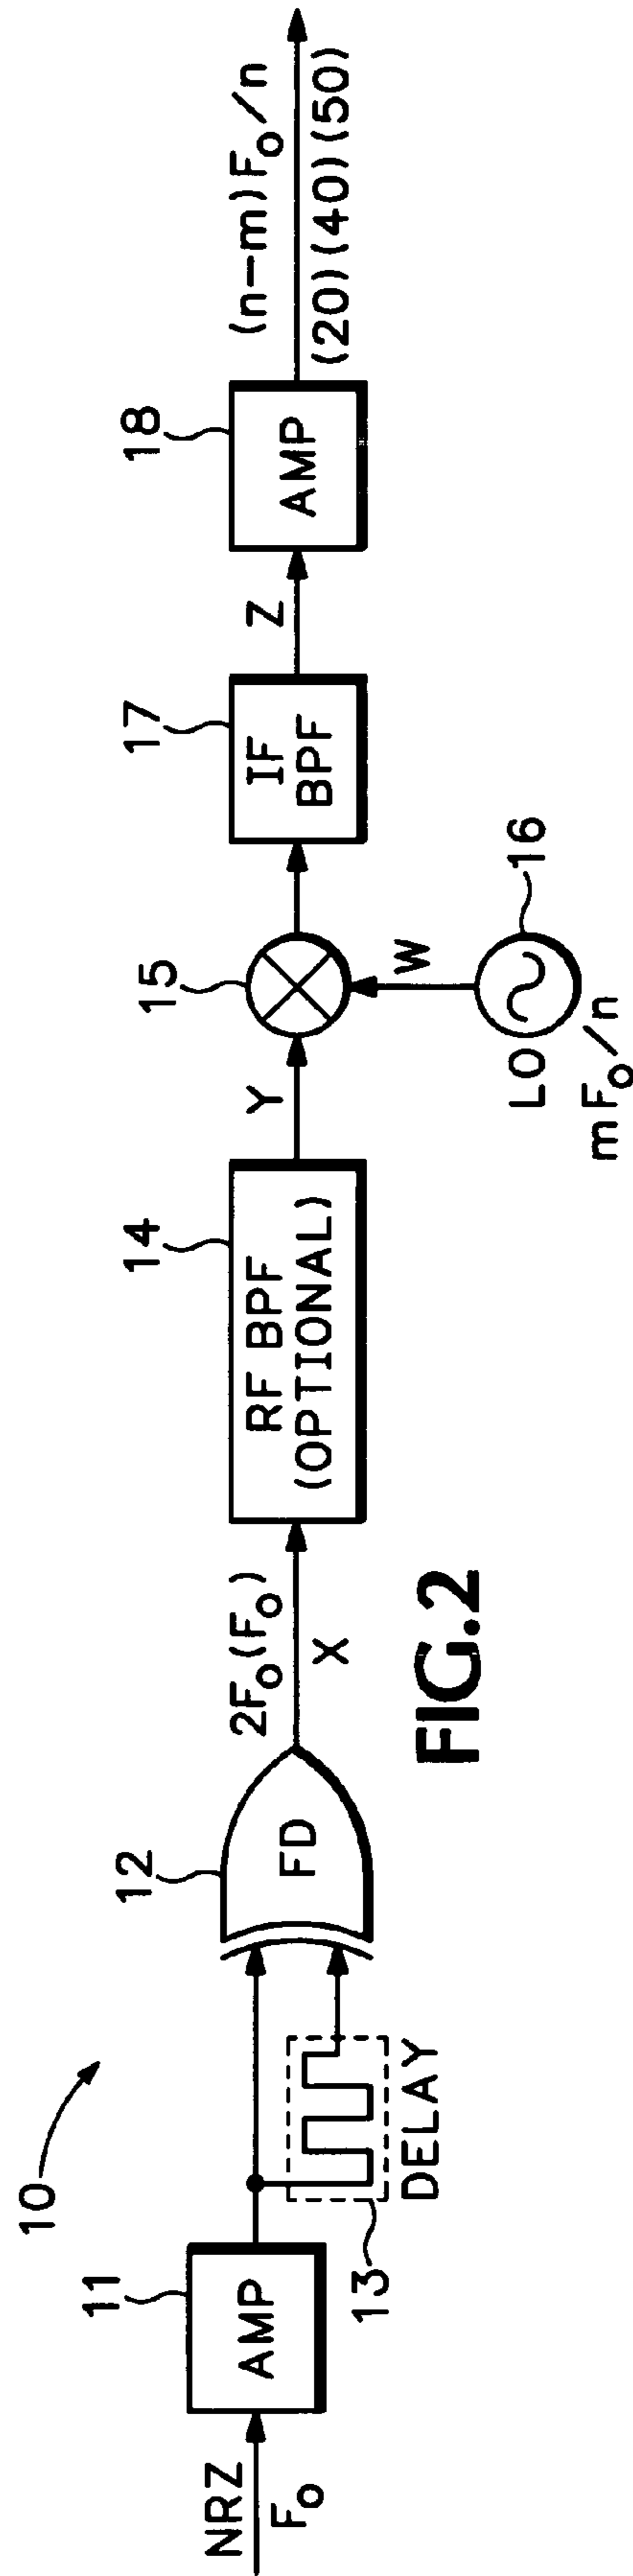 10
NRZ
F₀
11
AMP
13
DELAY
12
FD
2F₀(F₀)
X
14
RF BPF
(OPTIONAL)
Y
15
W
LO
16
mF₀/n
17
IF
BPF
Z
18
AMP
(n-m)F₀/n
(20)(40)(50)
FIG.2